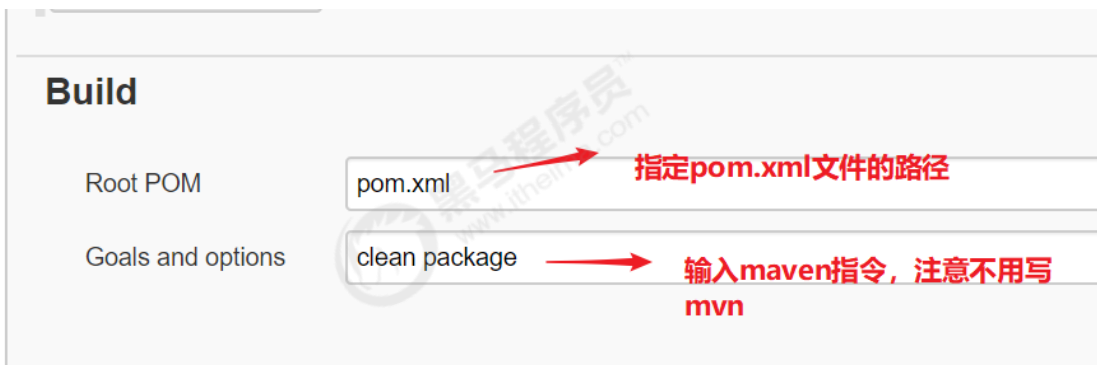 Build
黑马程序员™
www.itheima.com
Root POM
pom.xml
指定pom.xml文件的路径
Goals and options
clean package
输入maven指令，注意不用写
mvn